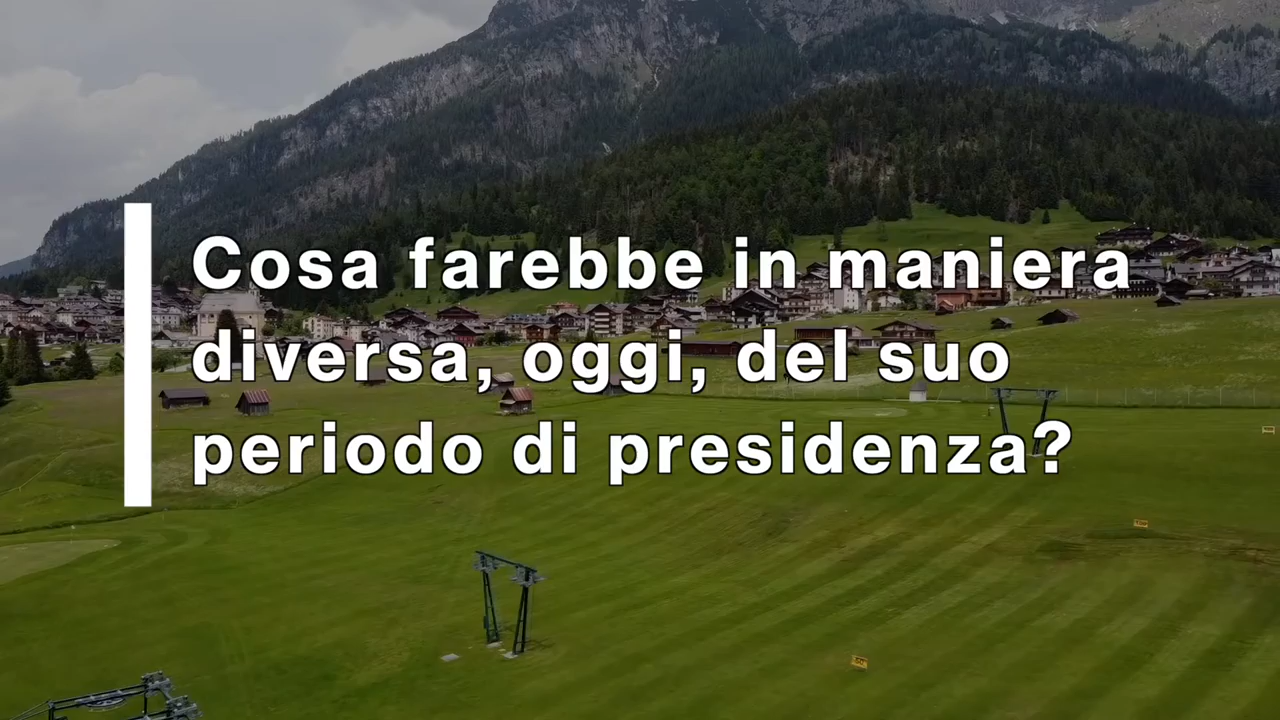 Cosa farebbe in maniera
diversa, oggi, del suo
periodo di presidenza?